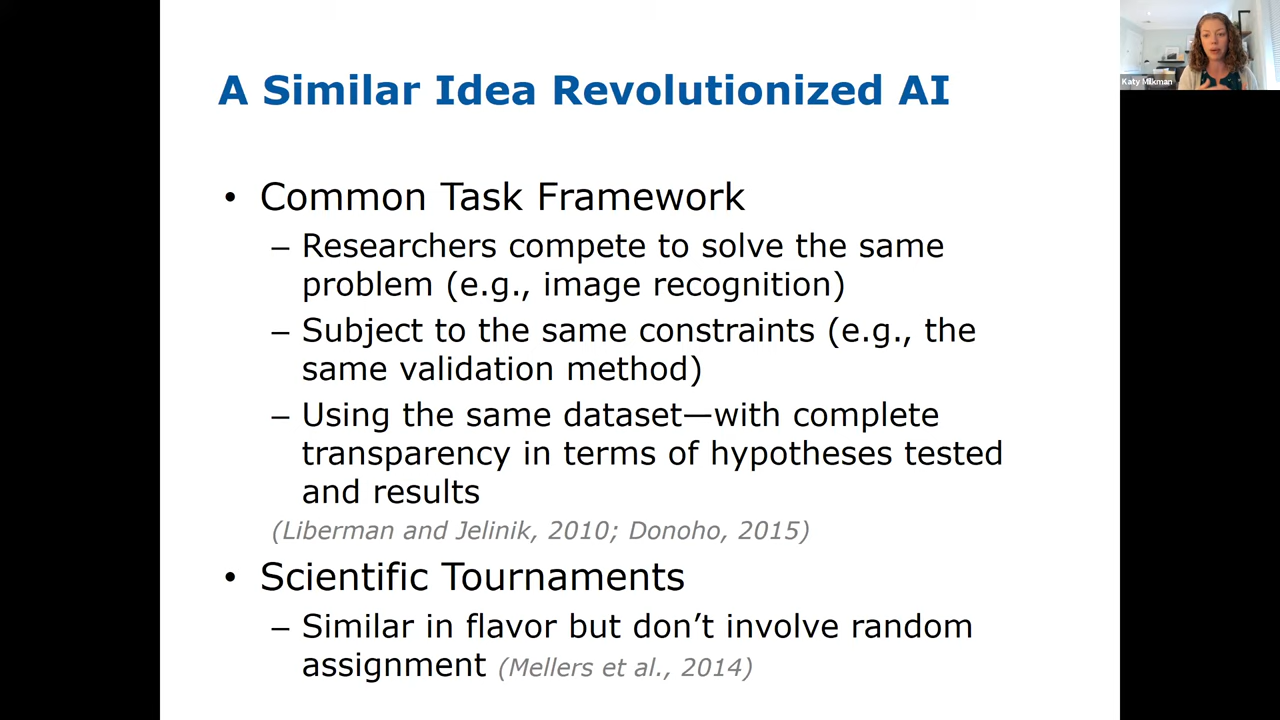 A Similar Idea Revolutionized AI
Katy Milkman
• Common Task Framework
– Researchers compete to solve the same
problem (e.g., image recognition)
– Subject to the same constraints (e.g., the
same validation method)
– Using the same dataset—with complete
transparency in terms of hypotheses tested
and results
(Liberman and Jelinik, 2010; Donoho, 2015)
• Scientific Tournaments
– Similar in flavor but don’t involve random
assignment (Mellers et al., 2014)